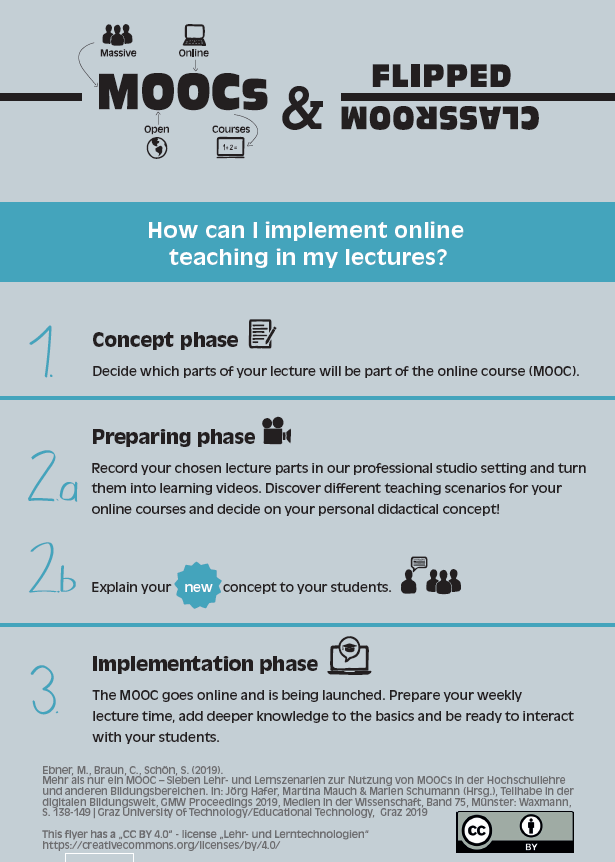 Massive
Online
MOOCs
&
FLIPPED
CLASSROOM
Open
Courses
1+2=
How can I implement online
teaching in my lectures?
1.
Concept phase
Decide which parts of your lecture will be part of the online course (MOOC).
2.a
Preparing phase
Record your chosen lecture parts in our professional studio setting and turn
them into learning videos. Discover different teaching scenarios for your
online courses and decide on your personal didactical concept!
2.b
Explain your new concept to your students.
3.
Implementation phase
The MOOC goes online and is being launched. Prepare your weekly
lecture time, add deeper knowledge to the basics and be ready to interact
with your students.
Ebner, M., Braun, C., Schön, S. (2019).
Mehr als nur ein MOOC – Sieben Lehr- und Lernszenarien zur Nutzung von MOOCs in der Hochschullehre
und anderen Bildungsbereichen. In: Jörg Hafer, Martina Mauch & Marlen Schumann (Hrsg.), Teilhabe in der
digitalen Bildungswelt, GMW Proceedings 2019, Medien in der Wissenschaft, Band 75, Münster: Waxmann,
S. 138-149 | Graz University of Technology/Educational Technology, Graz 2019
This flyer has a „CC BY 4.0“ - license „Lehr- und Lerntechnologien“
https://creativecommons.org/licenses/by/4.0/
cc
BY